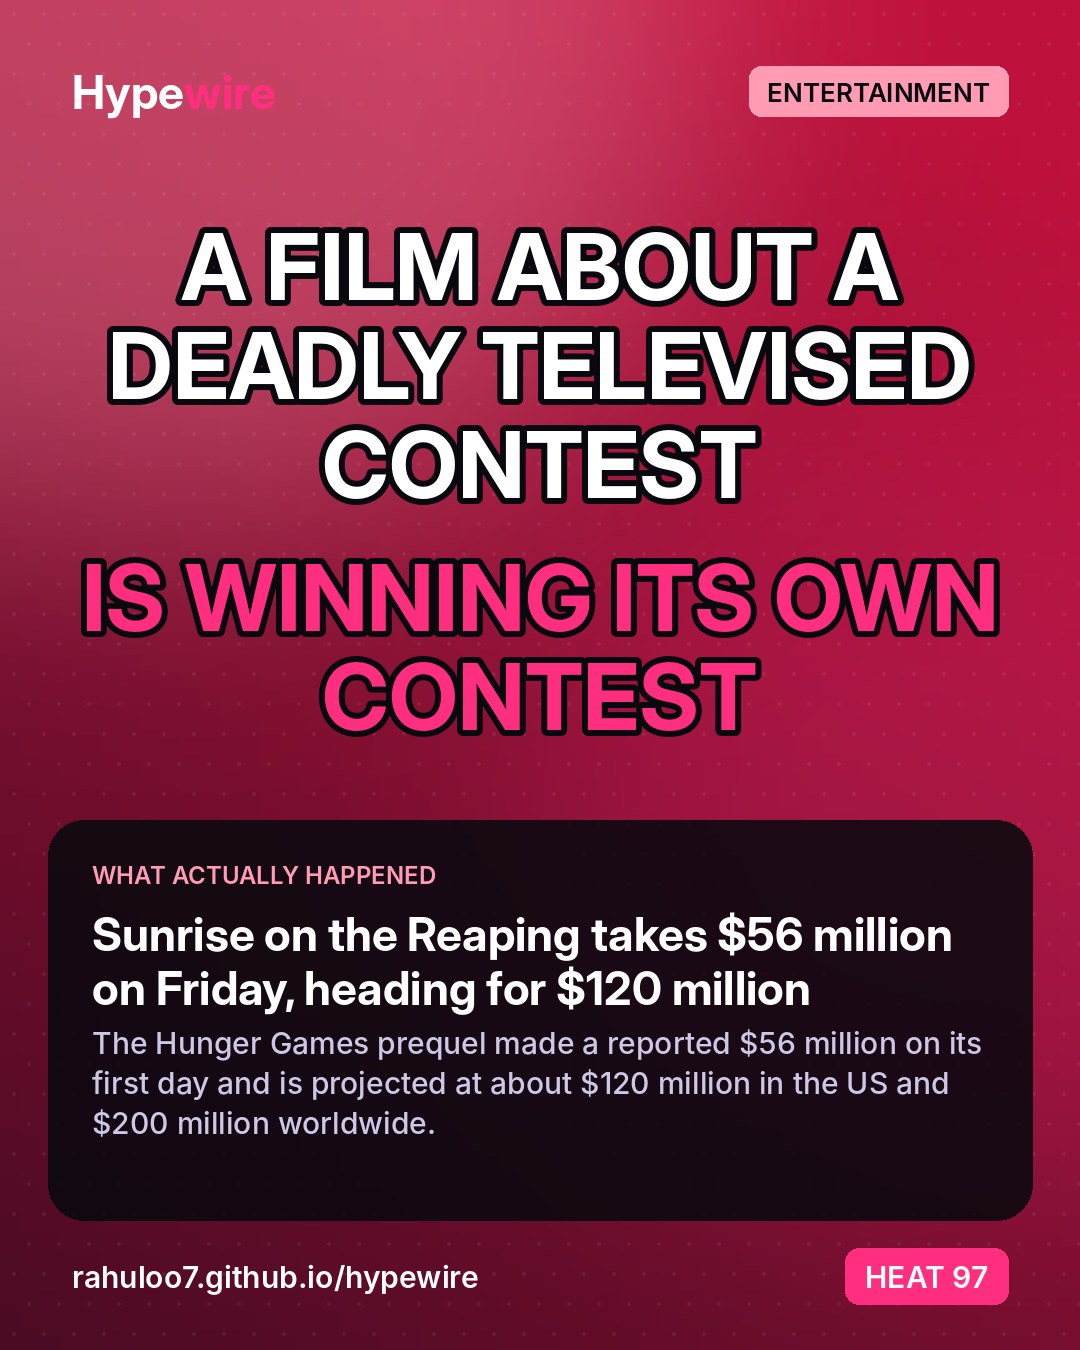 Hypewire
ENTERTAINMENT
A FILM ABOUT A
DEADLY TELEVISED
CONTEST
IS WINNING ITS OWN
CONTEST
WHAT ACTUALLY HAPPENED
Sunrise on the Reaping takes $56 million
on Friday, heading for $120 million
The Hunger Games prequel made a reported $56 million on its
first day and is projected at about $120 million in the US and
$200 million worldwide.
rahuloo7.github.io/hypewire
HEAT 97